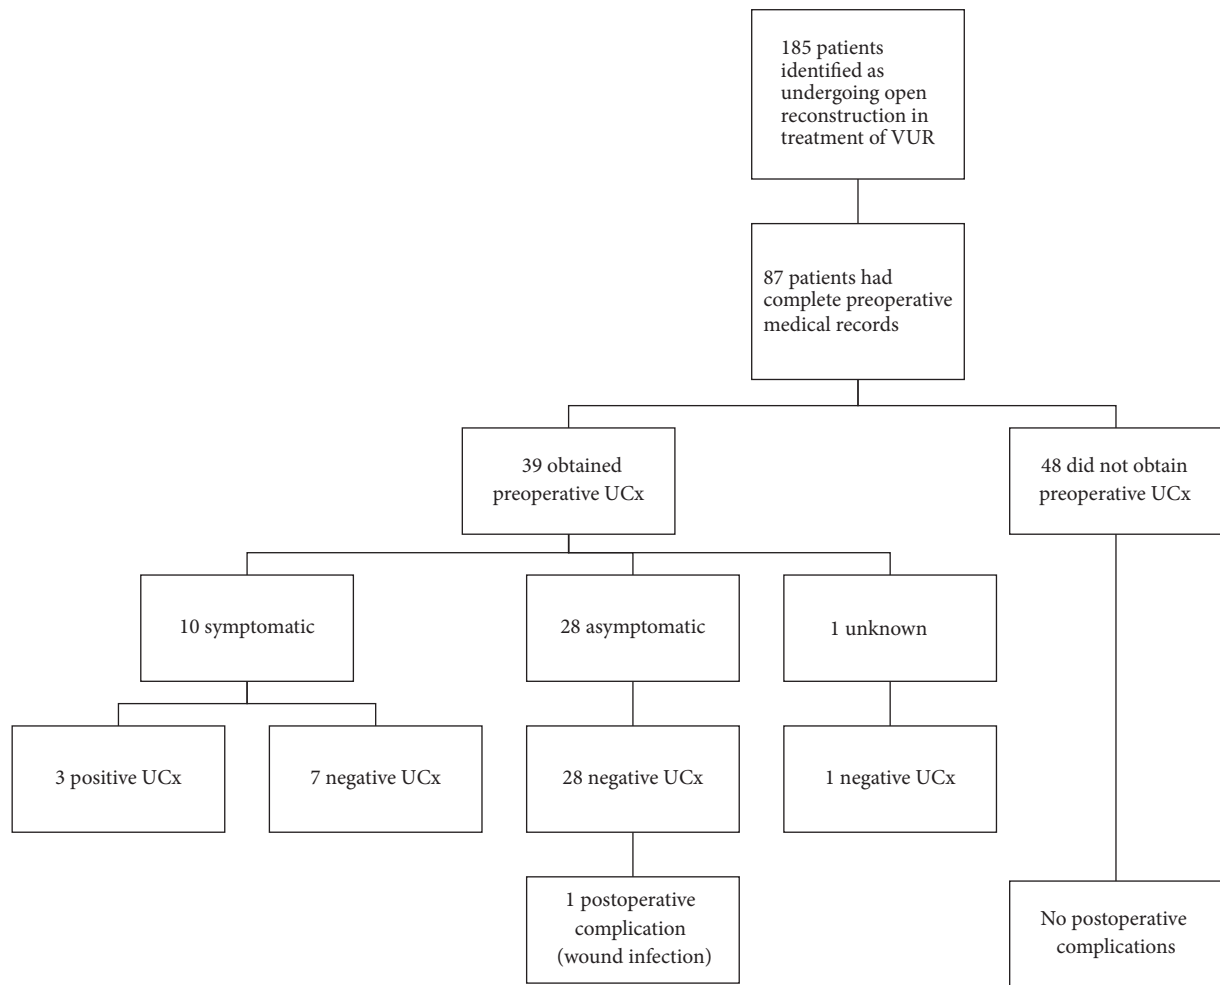 185 patients
identified as
undergoing open
reconstruction in
treatment of VUR
87 patients had
complete preoperative
medical records
39 obtained
preoperative UCx
48 did not obtain
preoperative UCx
10 symptomatic
28 asymptomatic
1 unknown
3 positive UCx
7 negative UCx
28 negative UCx
1 negative UCx
1 postoperative
complication
(wound infection)
No postoperative
complications